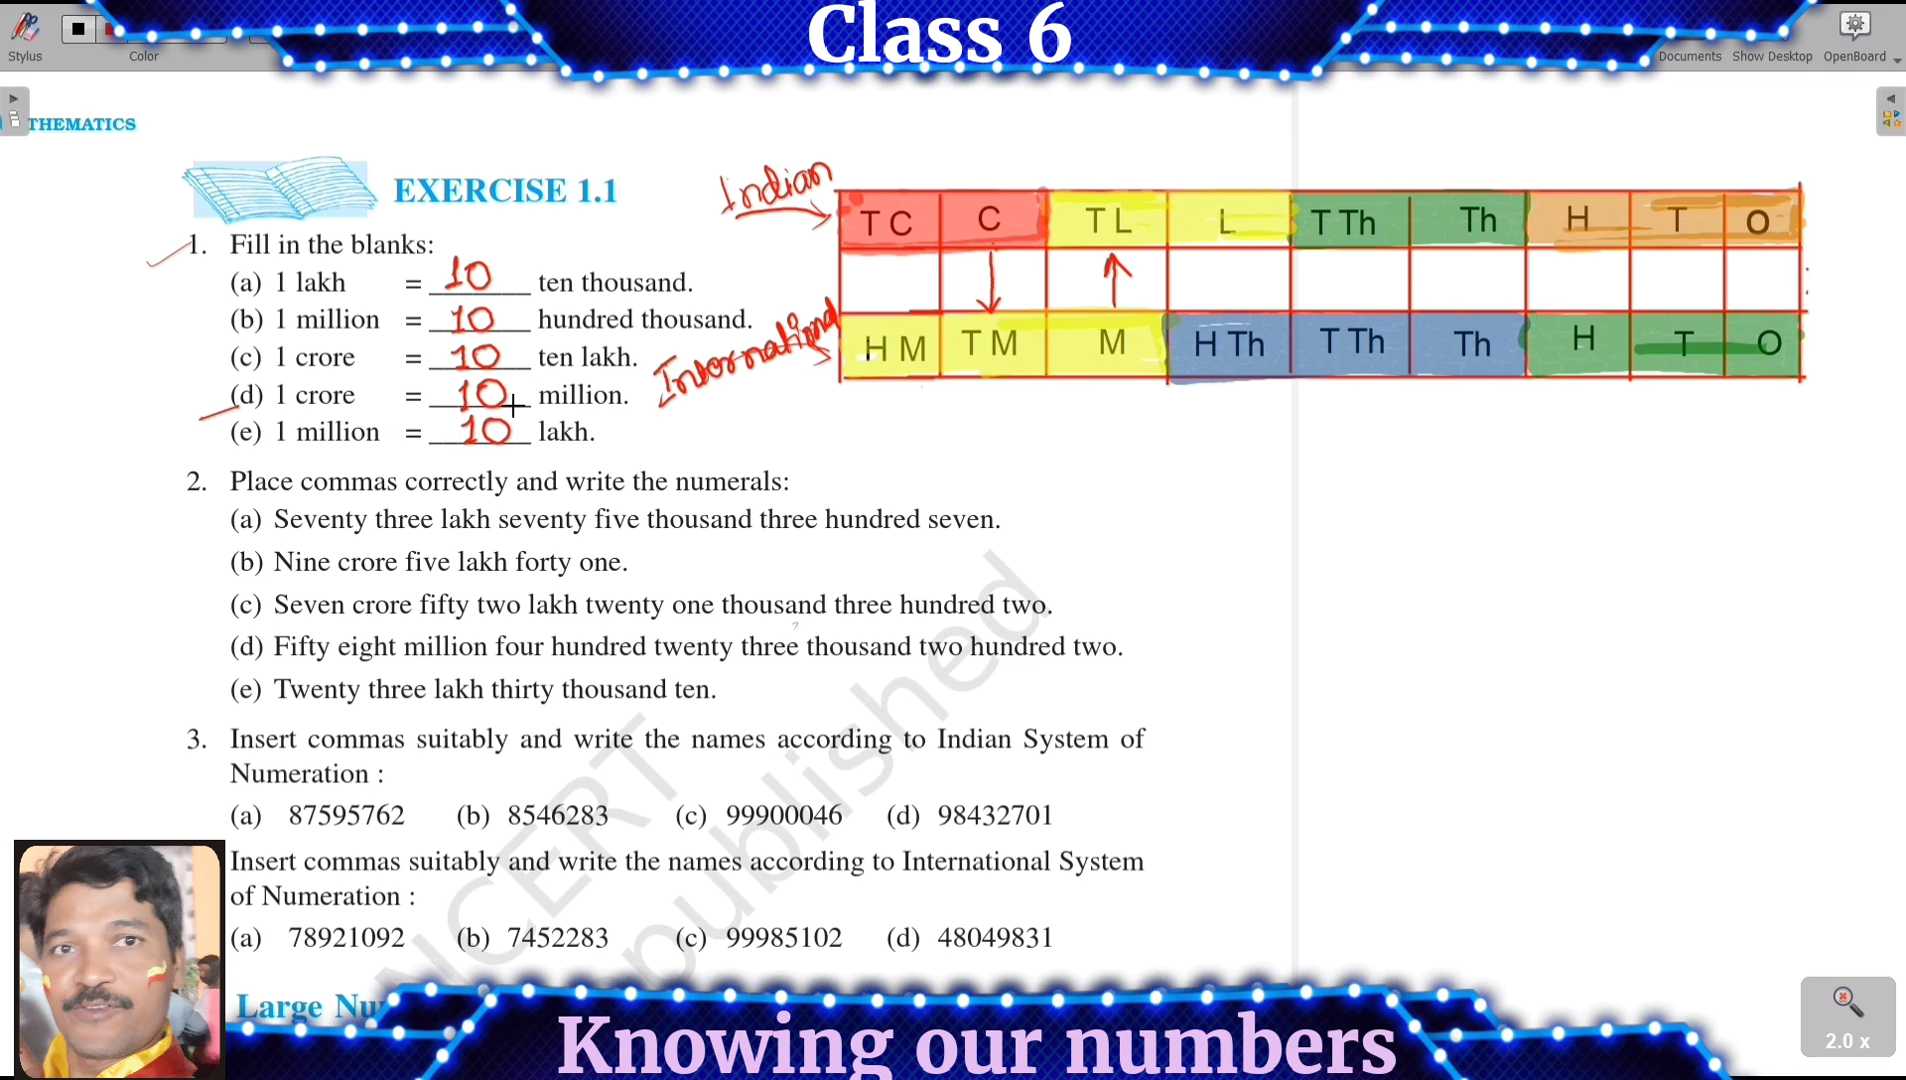 Class 6
Stylus
Color
Documents Show Desktop OpenBoard
THEMATICS
EXERCISE 1.1
Indian
T C C T L L T Th Th H T O
International
H M T M M H Th T Th Th H T O
1. Fill in the blanks:
(a) 1 lakh = 10 ten thousand.
(b) 1 million = 10 hundred thousand.
(c) 1 crore = 10 ten lakh.
(d) 1 crore = 10 million.
(e) 1 million = 10 lakh.
2. Place commas correctly and write the numerals:
(a) Seventy three lakh seventy five thousand three hundred seven.
(b) Nine crore five lakh forty one.
(c) Seven crore fifty two lakh twenty one thousand three hundred two.
(d) Fifty eight million four hundred twenty three thousand two hundred two.
(e) Twenty three lakh thirty thousand ten.
3. Insert commas suitably and write the names according to Indian System of
Numeration :
(a) 87595762 (b) 8546283 (c) 99900046 (d) 98432701
Insert commas suitably and write the names according to International System
of Numeration :
(a) 78921092 (b) 7452283 (c) 99985102 (d) 48049831
NCERT
published
Large Nu
Knowing our numbers
2.0 x